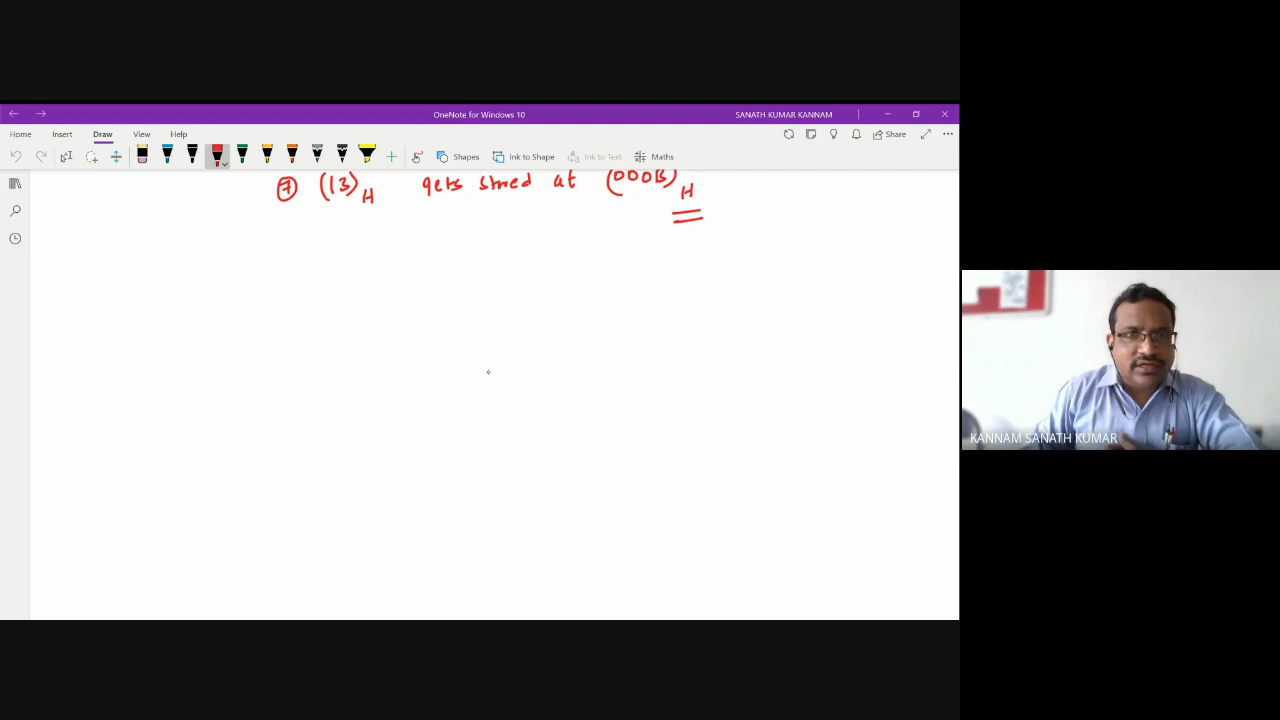 OneNote for Windows 10
SANATH KUMAR KANNAM
Home Insert Draw View Help
Share
Shapes Ink to Shape Ink to Text Maths
7 (13)H gets stored at (000B)H
KANNAM SANATH KUMAR